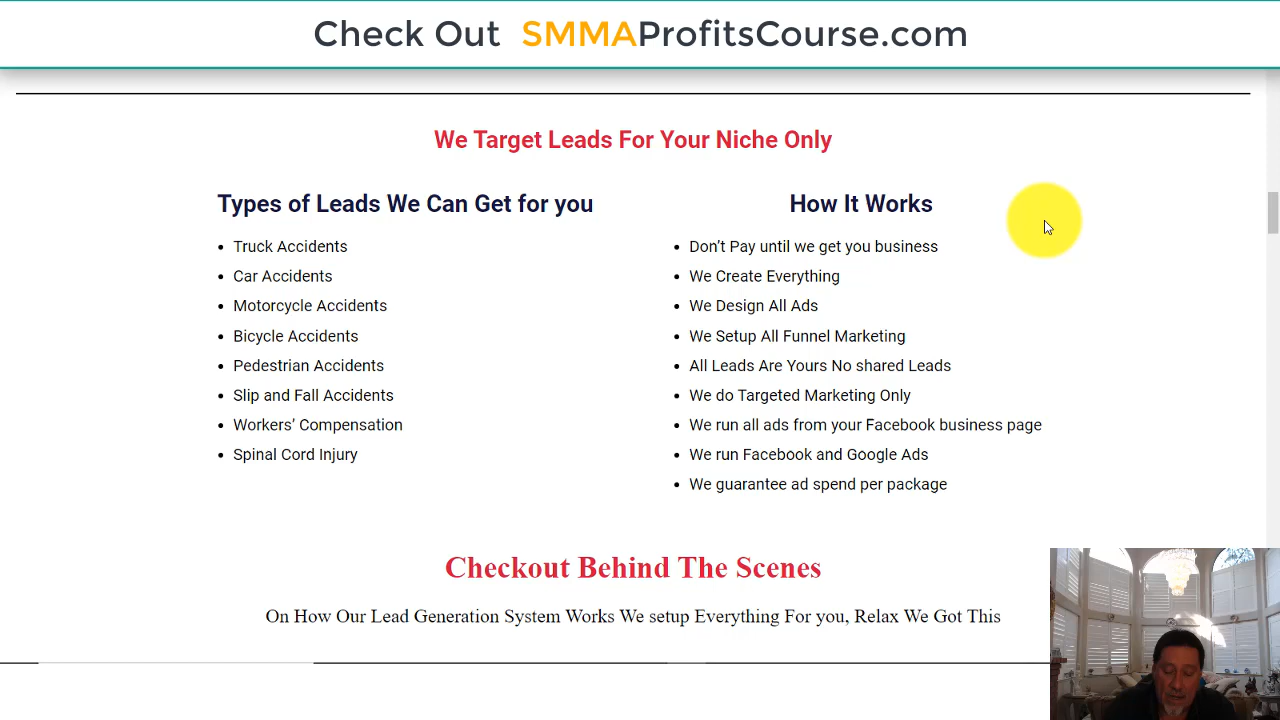 Check Out SMMAProfitsCourse.com
We Target Leads For Your Niche Only
Types of Leads We Can Get for you
Truck Accidents
Car Accidents
Motorcycle Accidents
Bicycle Accidents
Pedestrian Accidents
Slip and Fall Accidents
Workers’ Compensation
Spinal Cord Injury
How It Works
Don’t Pay until we get you business
We Create Everything
We Design All Ads
We Setup All Funnel Marketing
All Leads Are Yours No shared Leads
We do Targeted Marketing Only
We run all ads from your Facebook business page
We run Facebook and Google Ads
We guarantee ad spend per package
Checkout Behind The Scenes
On How Our Lead Generation System Works We setup Everything For you, Relax We Got This